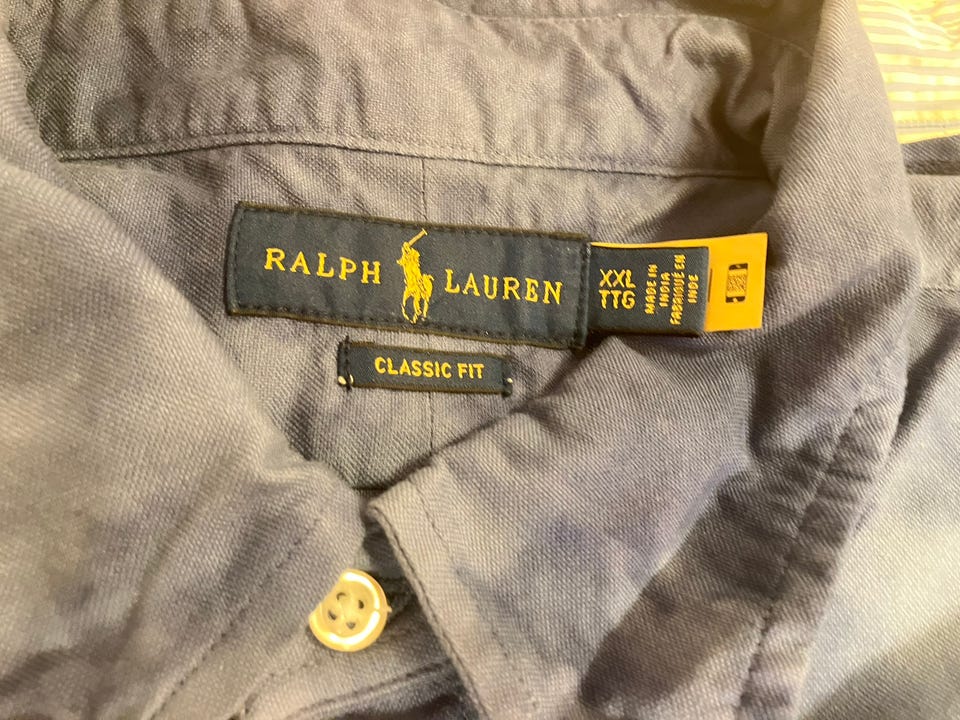 RALPH LAUREN
XXL
TTG
MADE IN
INDIA
FABRIQUÉ EN
INDE
CLASSIC FIT